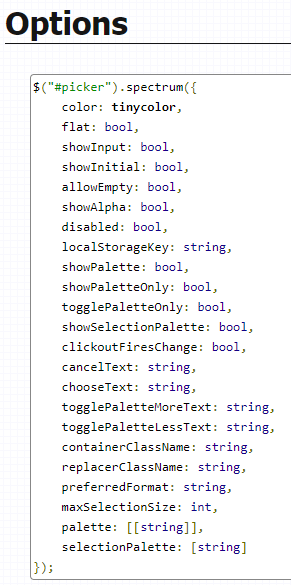 Options
$("#picker").spectrum({
    color: tinycolor,
    flat: bool,
    showInput: bool,
    showInitial: bool,
    allowEmpty: bool,
    showAlpha: bool,
    disabled: bool,
    localStorageKey: string,
    showPalette: bool,
    showPaletteOnly: bool,
    togglePaletteOnly: bool,
    showSelectionPalette: bool,
    clickoutFiresChange: bool,
    cancelText: string,
    chooseText: string,
    togglePaletteMoreText: string,
    togglePaletteLessText: string,
    containerClassName: string,
    replacerClassName: string,
    preferredFormat: string,
    maxSelectionSize: int,
    palette: [[string]],
    selectionPalette: [string]
});